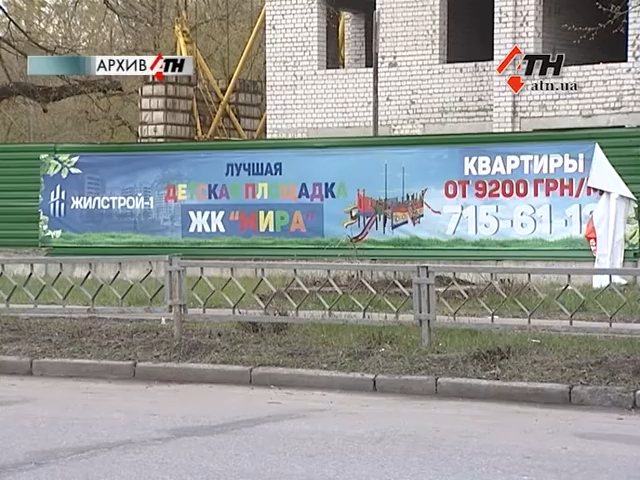 АРХИВ АТН
АТН
atn.ua
ЖИЛСТРОЙ-1
ЛУЧШАЯ
ДЕТСКАЯ ПЛОЩАДКА
ЖК "МИРА"
КВАРТИРЫ
ОТ 9200 ГРН/М
715-61-1